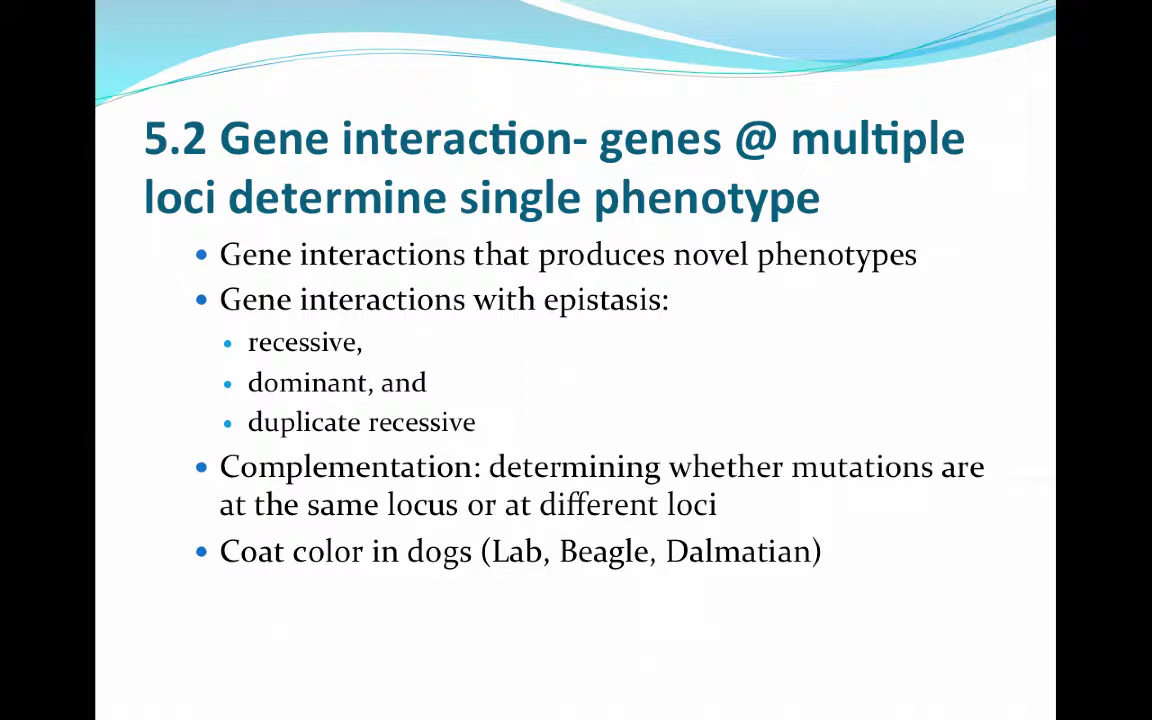 5.2 Gene interaction- genes @ multiple
loci determine single phenotype
• Gene interactions that produces novel phenotypes
• Gene interactions with epistasis:
• recessive,
• dominant, and
• duplicate recessive
• Complementation: determining whether mutations are
at the same locus or at different loci
• Coat color in dogs (Lab, Beagle, Dalmatian)